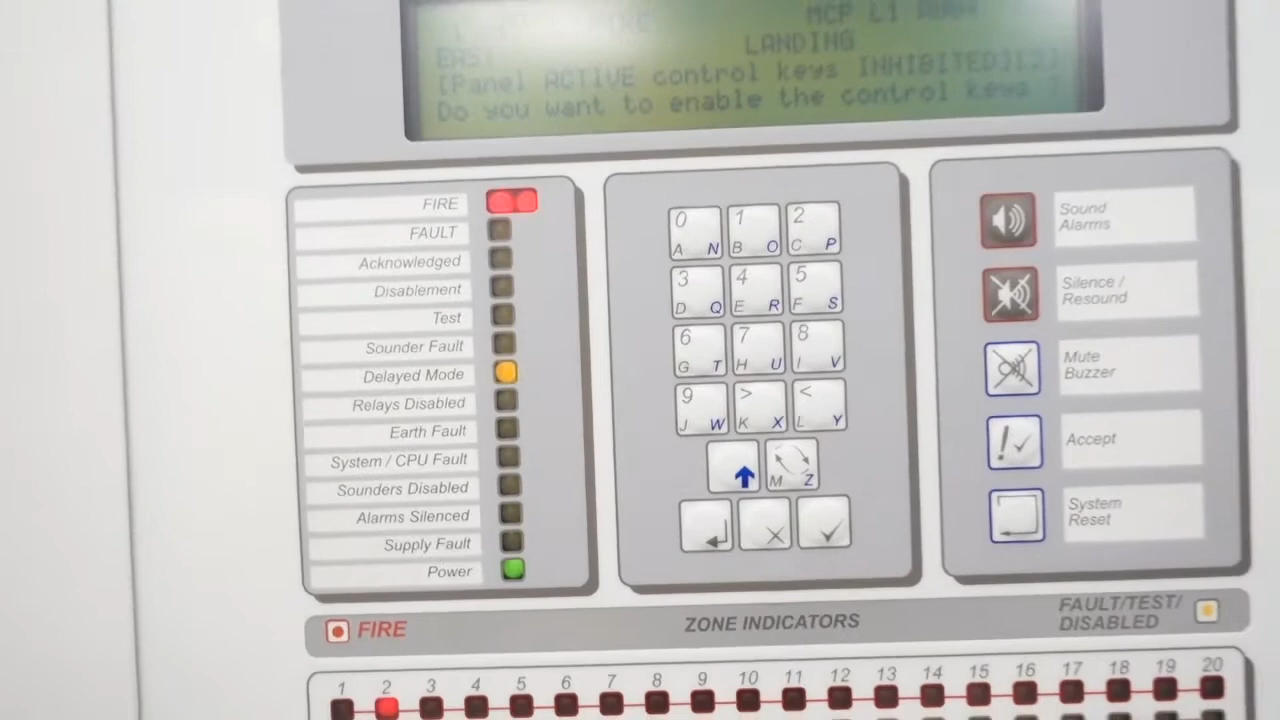 MCP L1
LANDING
EAST
[Panel ACTIVE control keys INHIBITED][2]
Do you want to enable the control keys ?
FIRE
FAULT
Acknowledged
Disablement
Test
Sounder Fault
Delayed Mode
Relays Disabled
Earth Fault
System / CPU Fault
Sounders Disabled
Alarms Silenced
Supply Fault
Power
0 1 2
A N B O C P
3 4 5
D Q E R F S
6 7 8
G T H U I V
9 > <
J W K X L Y
M Z
Sound
Alarms
Silence /
Resound
Mute
Buzzer
Accept
System
Reset
FIRE
ZONE INDICATORS
FAULT/TEST/
DISABLED
1 2 3 4 5 6 7 8 9 10 11 12 13 14 15 16 17 18 19 20